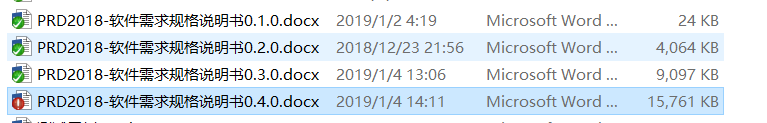 PRD2018-软件需求规格说明书0.1.0.docx 2019/1/2 4:19 Microsoft Word ... 24 KB
PRD2018-软件需求规格说明书0.2.0.docx 2018/12/23 21:56 Microsoft Word ... 4,064 KB
PRD2018-软件需求规格说明书0.3.0.docx 2019/1/4 13:06 Microsoft Word ... 9,097 KB
PRD2018-软件需求规格说明书0.4.0.docx 2019/1/4 14:11 Microsoft Word ... 15,761 KB